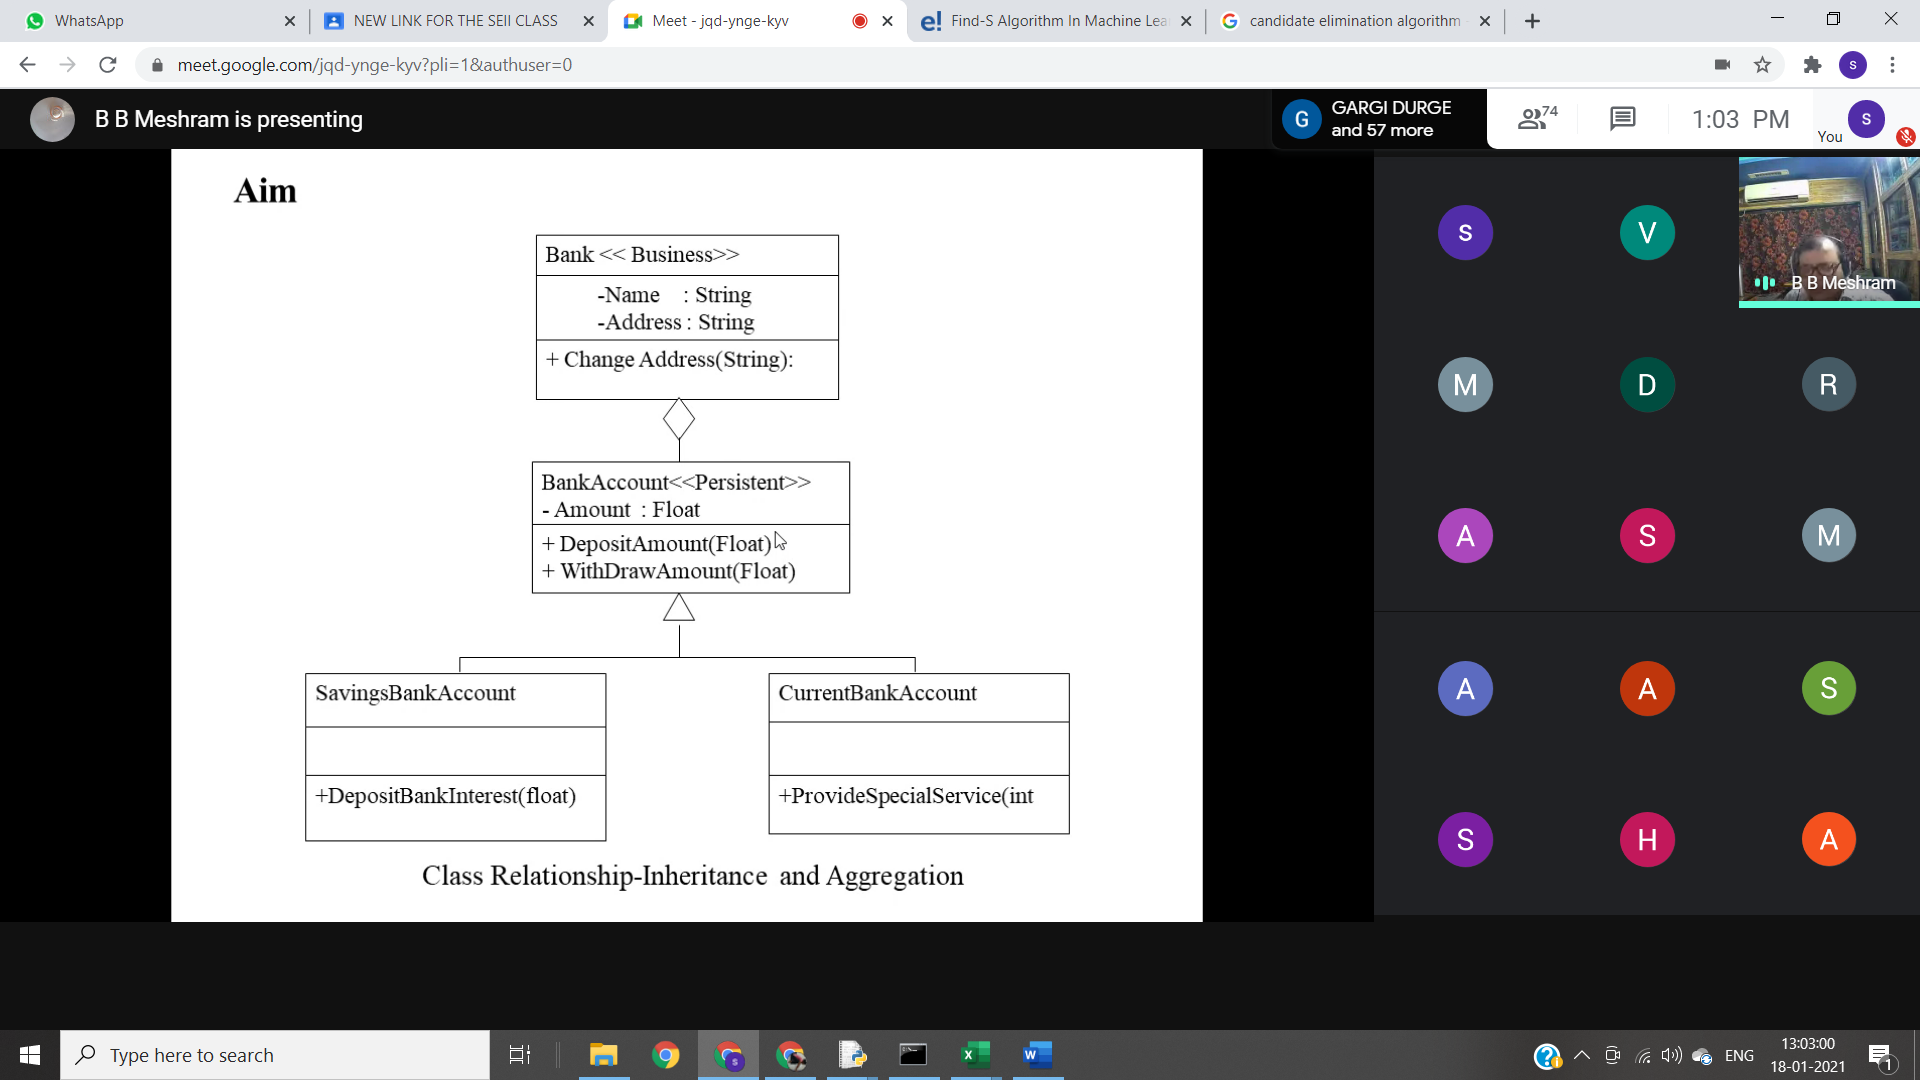 WhatsApp
NEW LINK FOR THE SEII CLASS
Meet - jqd-ynge-kyv
Find-S Algorithm In Machine Lea
candidate elimination algorithm
meet.google.com/jqd-ynge-kyv?pli=1&authuser=0
s
B B Meshram is presenting
G
GARGI DURGE
and 57 more
74
1:03 PM
You
s
Aim
Bank << Business>>
-Name : String
-Address : String
+ Change Address(String):
BankAccount<<Persistent>>
- Amount : Float
+ DepositAmount(Float)
+ WithDrawAmount(Float)
SavingsBankAccount
+DepositBankInterest(float)
CurrentBankAccount
+ProvideSpecialService(int
Class Relationship-Inheritance and Aggregation
s
V
B B Meshram
M
D
R
A
S
M
A
A
S
S
H
A
Type here to search
ENG
13:03:00
18-01-2021
1